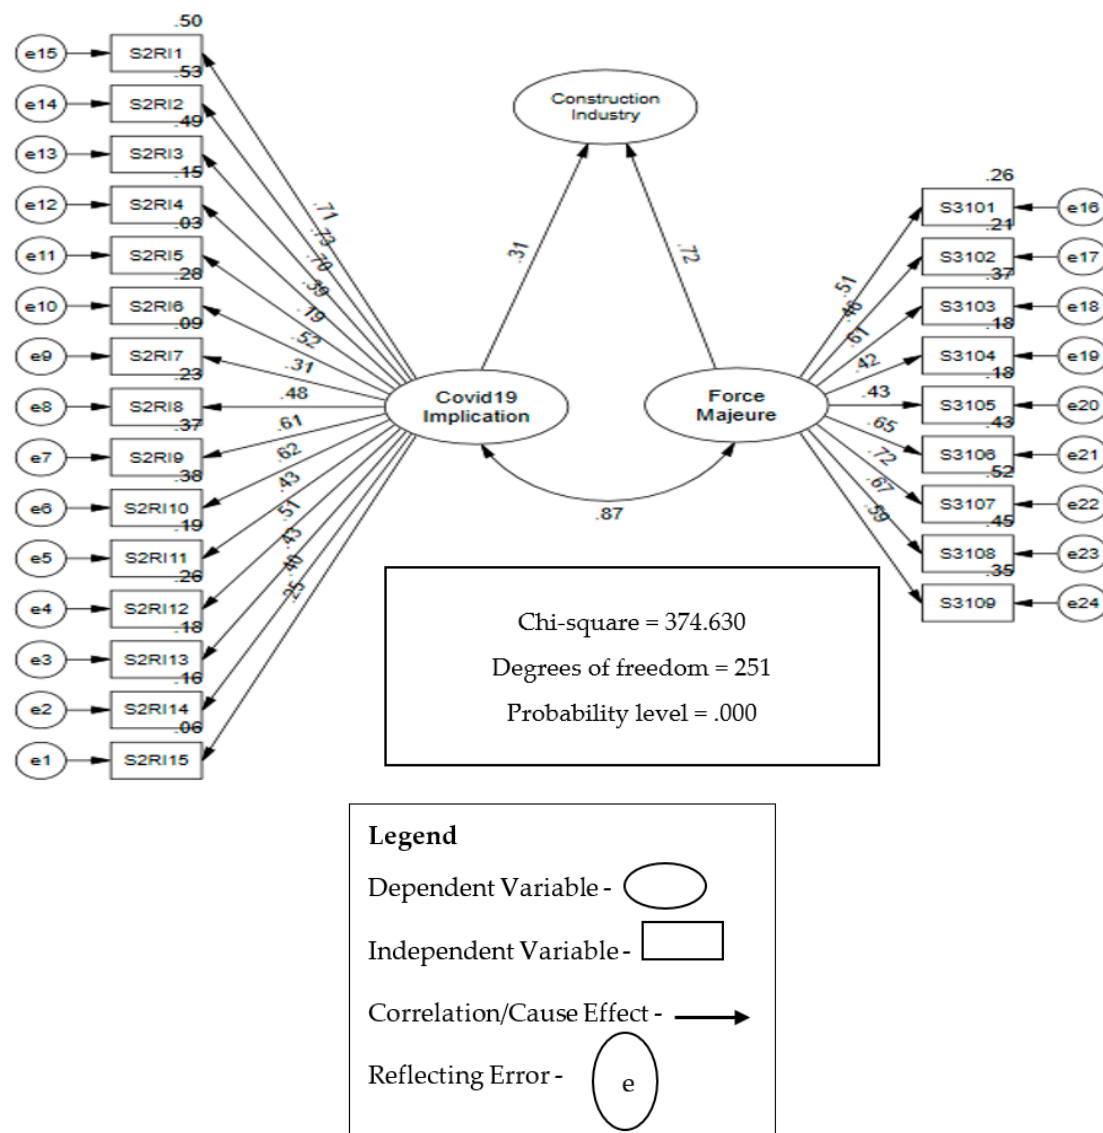 .50
e15
S2RI1
.53
e14
S2RI2
.49
e13
S2RI3
.15
e12
S2RI4
.03
e11
S2RI5
.28
e10
S2RI6
.09
e9
S2RI7
.23
e8
S2RI8
.37
e7
S2RI9
.38
e6
S2RI10
.19
e5
S2RI11
.26
e4
S2RI12
.18
e3
S2RI13
.16
e2
S2RI14
.06
e1
S2RI15
.71
.73
.70
.39
.19
.52
.31
.48
.61
.62
.43
.51
.43
.40
.25
Construction
Industry
.31
.72
Covid19
Implication
Force
Majeure
.87
.51
.46
.61
.42
.43
.65
.72
.67
.59
.26
S3101
e16
.21
S3102
e17
.37
S3103
e18
.18
S3104
e19
.18
S3105
e20
.43
S3106
e21
.52
S3107
e22
.45
S3108
e23
.35
S3109
e24
Chi-square = 374.630
Degrees of freedom = 251
Probability level = .000
Legend
Dependent Variable -
Independent Variable -
Correlation/Cause Effect -
Reflecting Error -
e